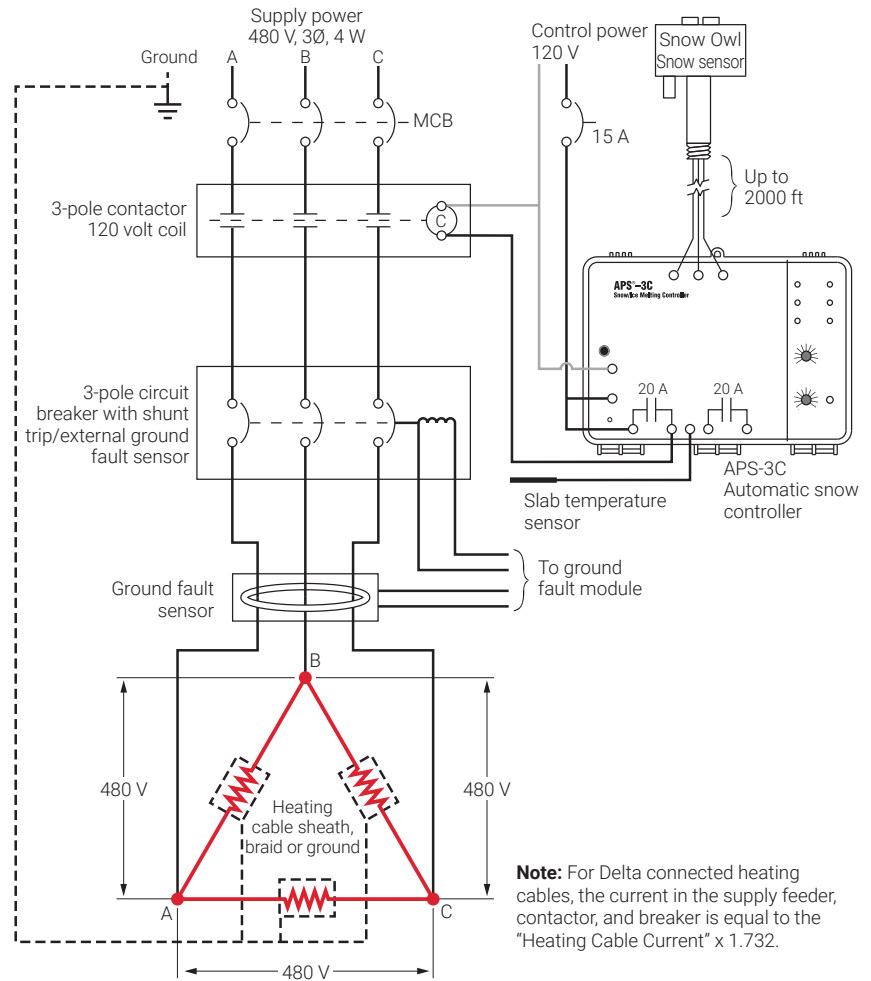 Supply power
480 V, 3Ø, 4 W
Ground
A
B
C
MCB
Control power
120 V
15 A
Snow Owl
Snow sensor
Up to
2000 ft
3-pole contactor
120 volt coil
C
APS®–3C
Snow/Ice Melting Controller
20 A
20 A
3-pole circuit
breaker with shunt
trip/external ground
fault sensor
APS-3C
Automatic snow
controller
Slab temperature
sensor
To ground
fault module
Ground fault
sensor
B
480 V
480 V
Heating
cable sheath,
braid or ground
A
C
480 V
Note: For Delta connected heating
cables, the current in the supply feeder,
contactor, and breaker is equal to the
“Heating Cable Current” x 1.732.